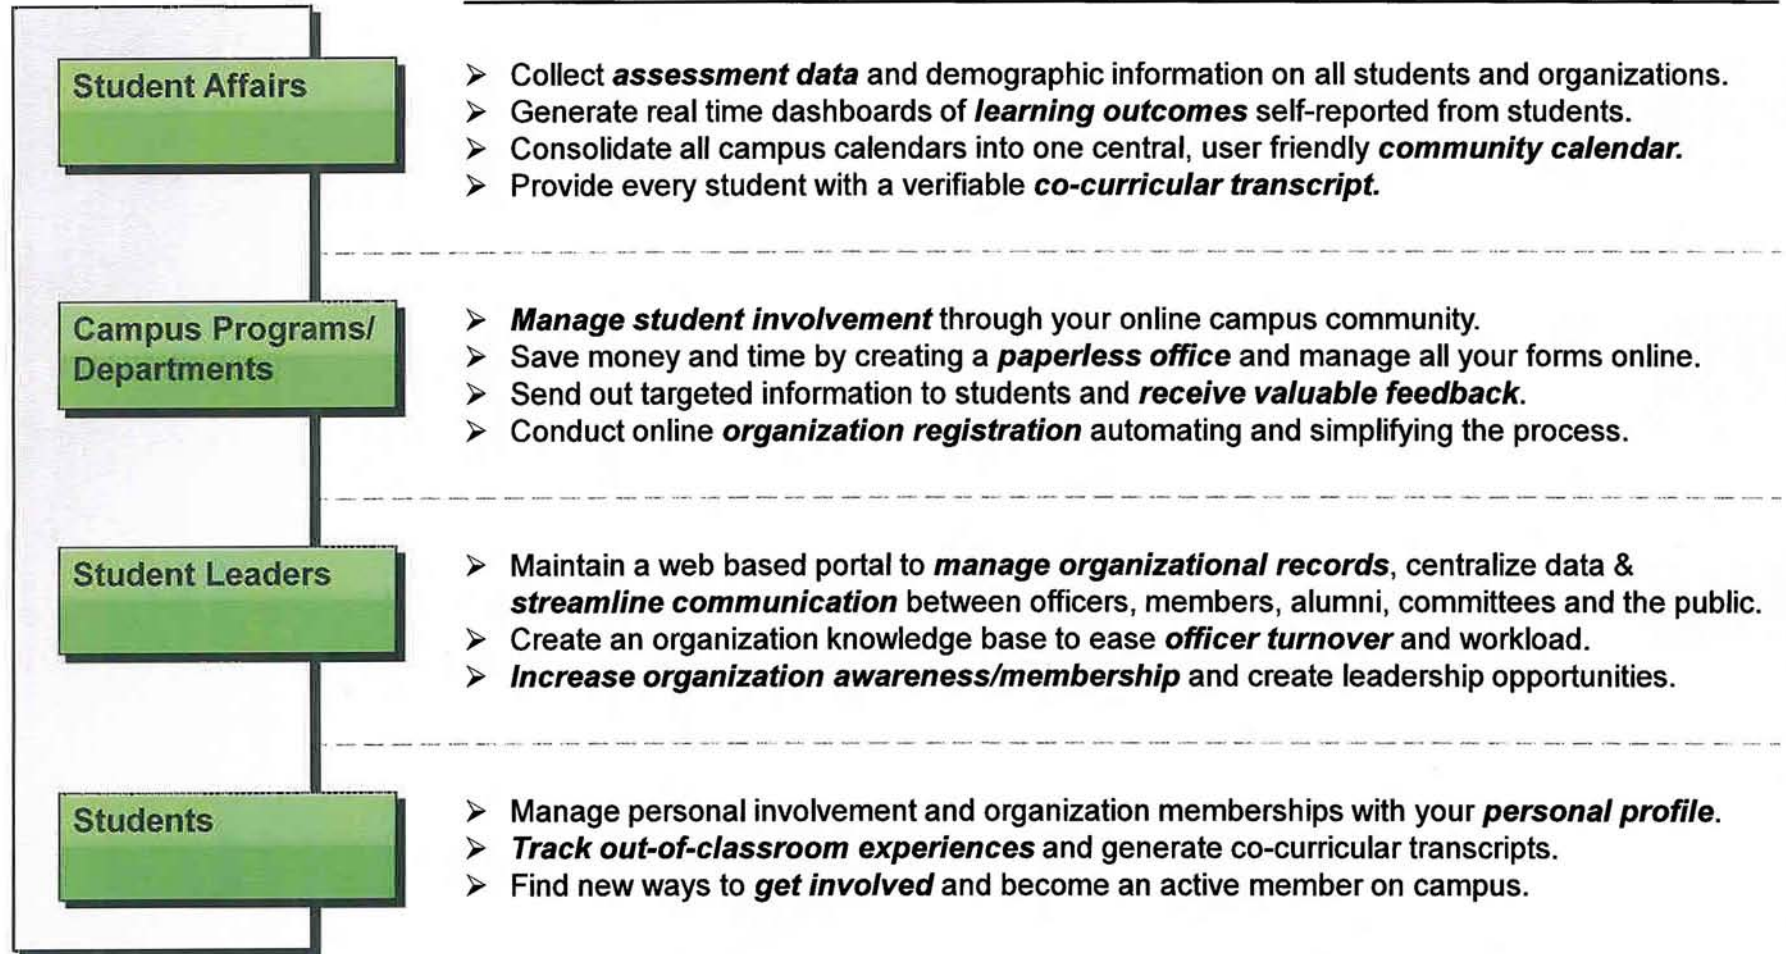 Student Affairs
➢ Collect assessment data and demographic information on all students and organizations.
➢ Generate real time dashboards of learning outcomes self-reported from students.
➢ Consolidate all campus calendars into one central, user friendly community calendar.
➢ Provide every student with a verifiable co-curricular transcript.
Campus Programs/
Departments
➢ Manage student involvement through your online campus community.
➢ Save money and time by creating a paperless office and manage all your forms online.
➢ Send out targeted information to students and receive valuable feedback.
➢ Conduct online organization registration automating and simplifying the process.
Student Leaders
➢ Maintain a web based portal to manage organizational records, centralize data &
streamline communication between officers, members, alumni, committees and the public.
➢ Create an organization knowledge base to ease officer turnover and workload.
➢ Increase organization awareness/membership and create leadership opportunities.
Students
➢ Manage personal involvement and organization memberships with your personal profile.
➢ Track out-of-classroom experiences and generate co-curricular transcripts.
➢ Find new ways to get involved and become an active member on campus.